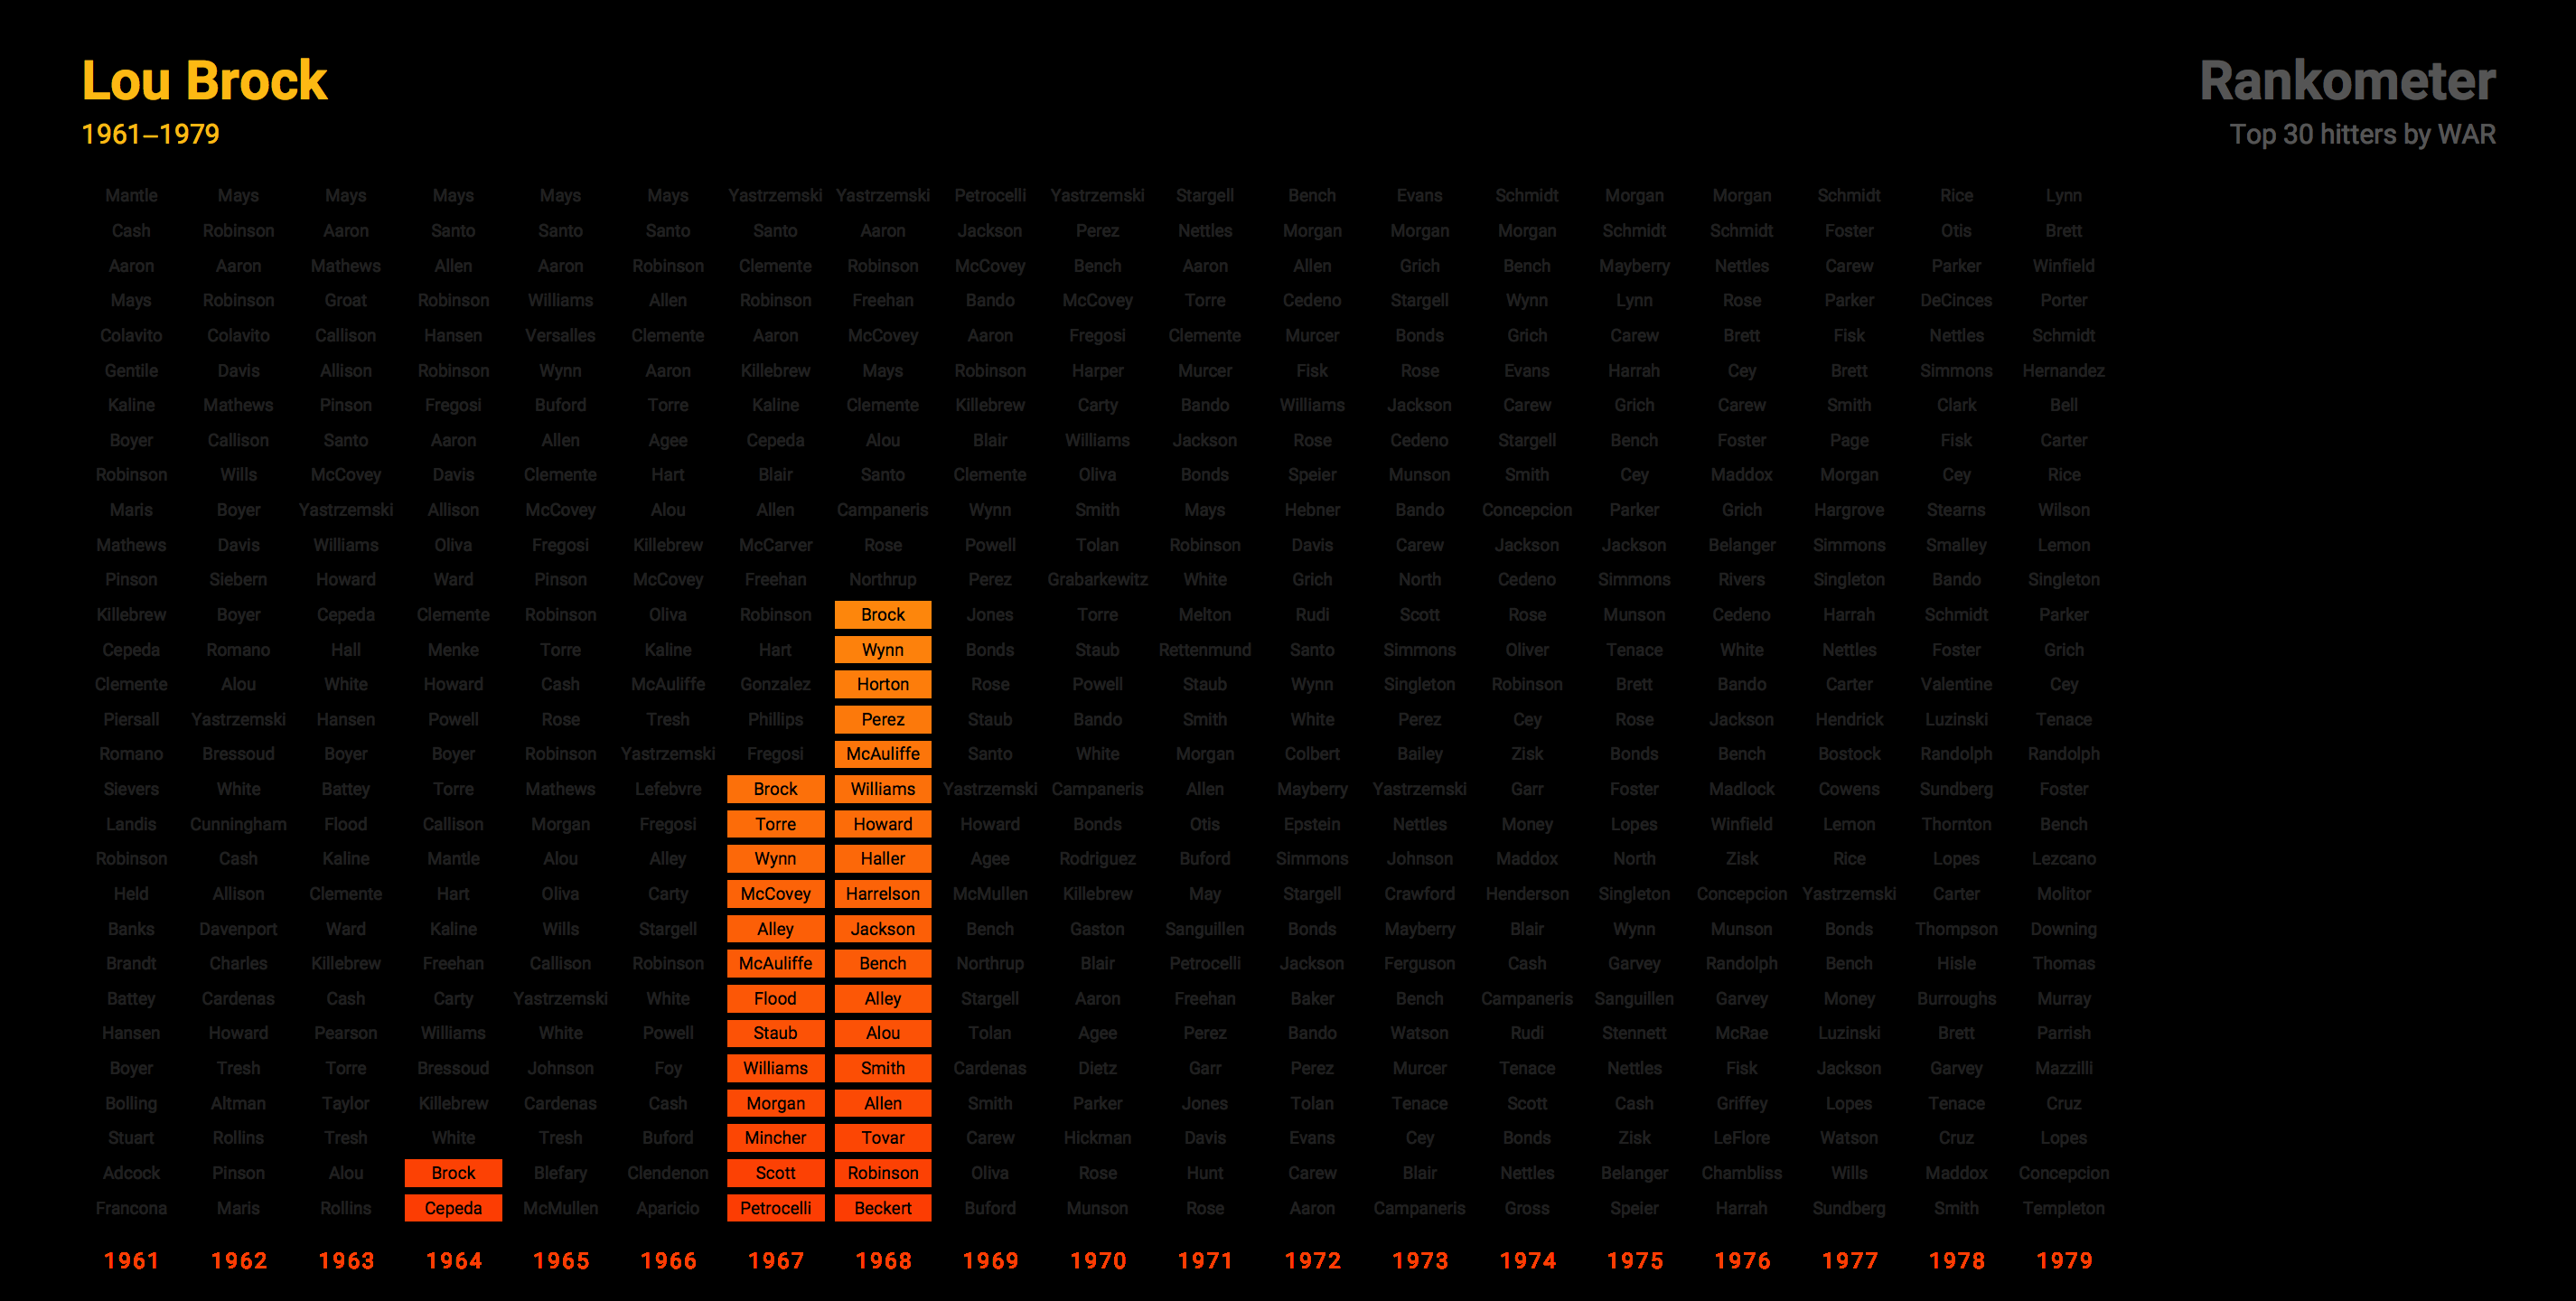 Lou Brock
1961–1979
Rankometer
Top 30 hitters by WAR
Mantle Mays Mays Mays Mays Mays Yastrzemski Yastrzemski Petrocelli Yastrzemski Stargell Bench Evans Schmidt Morgan Morgan Schmidt Rice Lynn
Cash Robinson Aaron Santo Santo Santo Santo Aaron Jackson Perez Nettles Morgan Morgan Morgan Schmidt Schmidt Foster Otis Brett
Aaron Aaron Mathews Allen Aaron Robinson Clemente Robinson McCovey Bench Aaron Allen Grich Bench Mayberry Nettles Carew Parker Winfield
Mays Robinson Groat Robinson Williams Allen Robinson Freehan Bando McCovey Torre Cedeno Stargell Wynn Lynn Rose Parker DeCinces Porter
Colavito Colavito Callison Hansen Versalles Clemente Aaron McCovey Aaron Fregosi Clemente Murcer Bonds Grich Carew Brett Fisk Nettles Schmidt
Gentile Davis Allison Robinson Wynn Aaron Killebrew Mays Robinson Harper Murcer Fisk Rose Evans Harrah Cey Brett Simmons Hernandez
Kaline Mathews Pinson Fregosi Buford Torre Kaline Clemente Killebrew Carty Bando Williams Jackson Carew Grich Carew Smith Clark Bell
Boyer Callison Santo Aaron Allen Agee Cepeda Alou Blair Williams Jackson Rose Cedeno Stargell Bench Foster Page Fisk Carter
Robinson Wills McCovey Davis Clemente Hart Blair Santo Clemente Oliva Bonds Speier Munson Smith Cey Maddox Morgan Cey Rice
Maris Boyer Yastrzemski Allison McCovey Alou Allen Campaneris Wynn Smith Mays Hebner Bando Concepcion Parker Grich Hargrove Stearns Wilson
Mathews Davis Williams Oliva Fregosi Killebrew McCarver Rose Powell Tolan Robinson Davis Carew Jackson Jackson Belanger Simmons Smalley Lemon
Pinson Siebern Howard Ward Pinson McCovey Freehan Northrup Perez Grabarkewitz White Grich North Cedeno Simmons Rivers Singleton Bando Singleton
Killebrew Boyer Cepeda Clemente Robinson Oliva Robinson Brock Jones Torre Melton Rudi Scott Rose Munson Cedeno Harrah Schmidt Parker
Cepeda Romano Hall Menke Torre Kaline Hart Wynn Bonds Staub Rettenmund Santo Simmons Oliver Tenace White Nettles Foster Grich
Clemente Alou White Howard Cash McAuliffe Gonzalez Horton Rose Powell Staub Wynn Singleton Robinson Brett Bando Carter Valentine Cey
Piersall Yastrzemski Hansen Powell Rose Tresh Phillips Perez Staub Bando Smith White Perez Cey Rose Jackson Hendrick Luzinski Tenace
Romano Bressoud Boyer Boyer Robinson Yastrzemski Fregosi McAuliffe Santo White Morgan Colbert Bailey Zisk Bonds Bench Bostock Randolph Randolph
Sievers White Battey Torre Mathews Lefebvre Brock Williams Yastrzemski Campaneris Allen Mayberry Yastrzemski Garr Foster Madlock Cowens Sundberg Foster
Landis Cunningham Flood Callison Morgan Fregosi Torre Howard Howard Bonds Otis Epstein Nettles Money Lopes Winfield Lemon Thornton Bench
Robinson Cash Kaline Mantle Alou Alley Wynn Haller Agee Rodriguez Buford Simmons Johnson Maddox North Zisk Rice Lopes Lezcano
Held Allison Clemente Hart Oliva Carty McCovey Harrelson McMullen Killebrew May Stargell Crawford Henderson Singleton Concepcion Yastrzemski Carter Molitor
Banks Davenport Ward Kaline Wills Stargell Alley Jackson Bench Gaston Sanguillen Bonds Mayberry Blair Wynn Munson Bonds Thompson Downing
Brandt Charles Killebrew Freehan Callison Robinson McAuliffe Bench Northrup Blair Petrocelli Jackson Ferguson Cash Garvey Randolph Bench Hisle Thomas
Battey Cardenas Cash Carty Yastrzemski White Flood Alley Stargell Aaron Freehan Baker Bench Campaneris Sanguillen Garvey Money Burroughs Murray
Hansen Howard Pearson Williams White Powell Staub Alou Tolan Agee Perez Bando Watson Rudi Stennett McRae Luzinski Brett Parrish
Boyer Tresh Torre Bressoud Johnson Foy Williams Smith Cardenas Dietz Garr Perez Murcer Tenace Nettles Fisk Jackson Garvey Mazzilli
Bolling Altman Taylor Killebrew Cardenas Cash Morgan Allen Smith Parker Jones Tolan Tenace Scott Cash Griffey Lopes Tenace Cruz
Stuart Rollins Tresh White Tresh Buford Mincher Tovar Carew Hickman Davis Evans Cey Bonds Zisk LeFlore Watson Cruz Lopes
Adcock Pinson Alou Brock Blefary Clendenon Scott Robinson Oliva Rose Hunt Carew Blair Nettles Belanger Chambliss Wills Maddox Concepcion
Francona Maris Rollins Cepeda McMullen Aparicio Petrocelli Beckert Buford Munson Rose Aaron Campaneris Gross Speier Harrah Sundberg Smith Templeton
1961 1962 1963 1964 1965 1966 1967 1968 1969 1970 1971 1972 1973 1974 1975 1976 1977 1978 1979